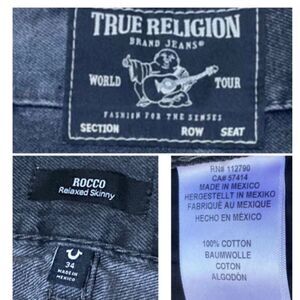 TRUE RELIGION
BRAND JEANS®
WORLD TOUR
FASHION FOR THE SENSES
SECTION ROW SEAT
ROCCO
Relaxed Skinny
34
MADE IN
MEXICO
RN# 112790
CA# 57414
MADE IN MEXICO
HERGESTELLT IN MEXIKO
FABRIQUÉ AU MEXIQUE
HECHO EN MÉXICO
100% COTTON
BAUMWOLLE
COTON
ALGODÓN